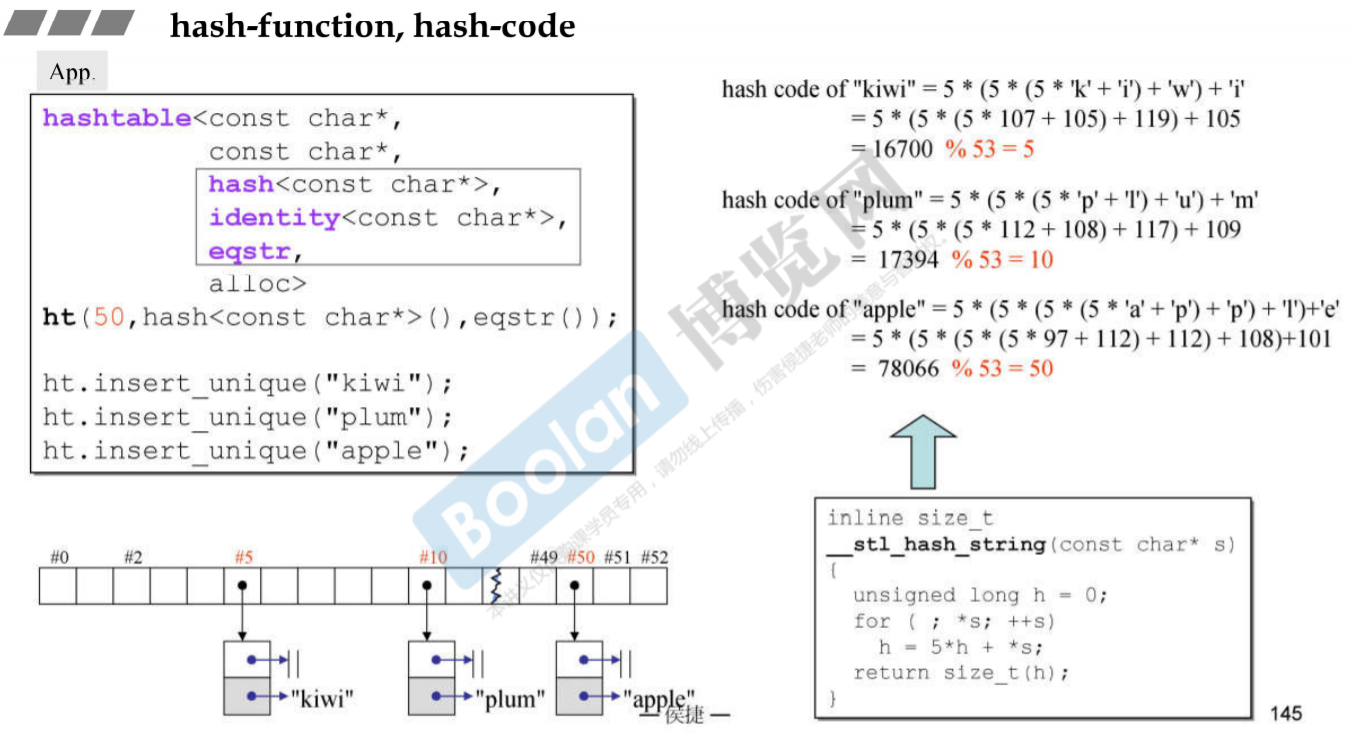 hash-function, hash-code
App.
hashtable<const char*,
const char*,
hash<const char*>,
identity<const char*>,
eqstr,
alloc>
ht(50,hash<const char*>(),eqstr());
ht.insert_unique("kiwi");
ht.insert_unique("plum");
ht.insert_unique("apple");
hash code of "kiwi" = 5 * (5 * (5 * 'k' + 'i') + 'w') + 'i'
= 5 * (5 * (5 * 107 + 105) + 119) + 105
= 16700 % 53 = 5
hash code of "plum" = 5 * (5 * (5 * 'p' + 'l') + 'u') + 'm'
= 5 * (5 * (5 * 112 + 108) + 117) + 109
= 17394 % 53 = 10
hash code of "apple" = 5 * (5 * (5 * (5 * 'a' + 'p') + 'p') + 'l')+'e'
= 5 * (5 * (5 * (5 * 97 + 112) + 112) + 108)+101
= 78066 % 53 = 50
inline size_t
__stl_hash_string(const char* s)
{
unsigned long h = 0;
for ( ; *s; ++s)
h = 5*h + *s;
return size_t(h);
}
#0 #2 #5 #10 #49 #50 #51 #52
"kiwi" "plum" "apple"
— 侯捷 —
145
Boolan 博览网